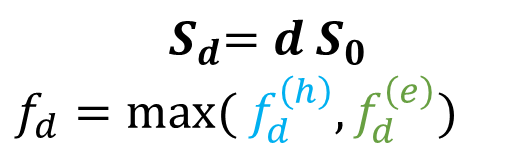 S_d= d S_0
f_d = max( f_d^(h), f_d^(e) )